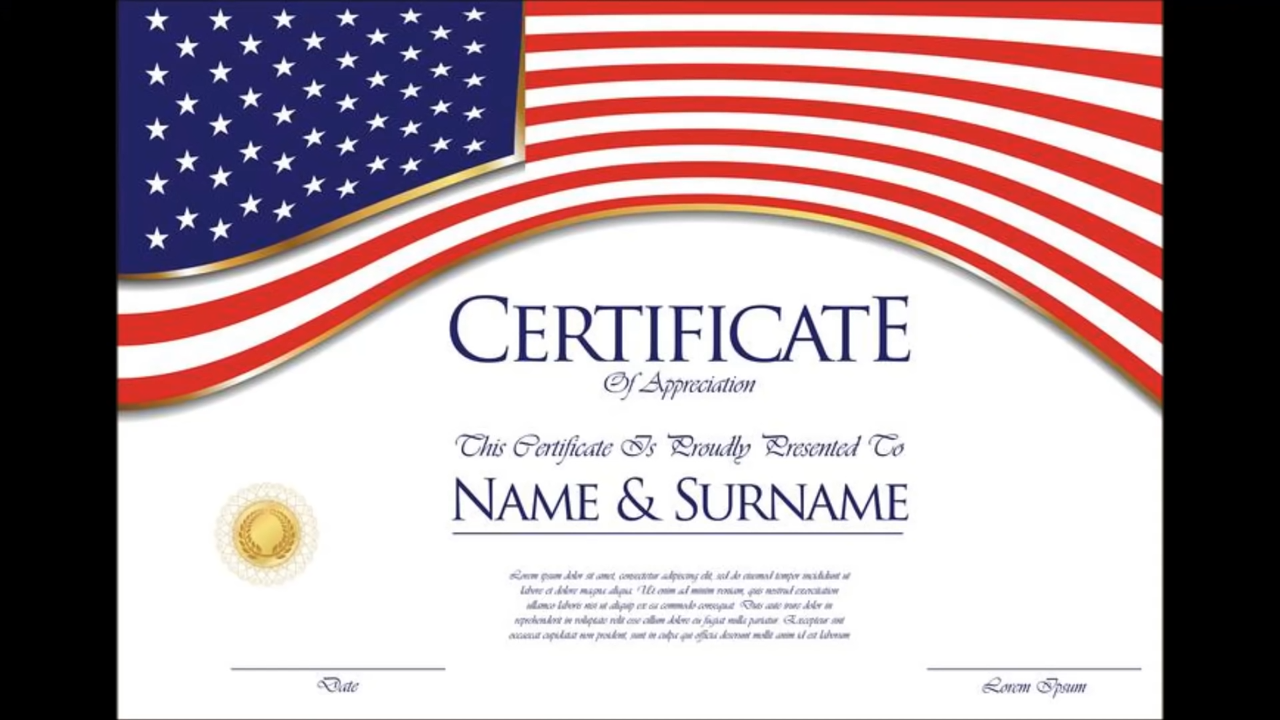 CERTIFICATE
Of Appreciation
This Certificate Is Proudly Presented To
NAME & SURNAME
Lorem ipsum dolor sit amet, consectetur adipiscing elit, sed do eiusmod tempor incididunt ut
labore et dolore magna aliqua. Ut enim ad minim veniam, quis nostrud exercitation
ullamco laboris nisi ut aliquip ex ea commodo consequat. Duis aute irure dolor in
reprehenderit in voluptate velit esse cillum dolore eu fugiat nulla pariatur. Excepteur sint
occaecat cupidatat non proident, sunt in culpa qui officia deserunt mollit anim id est laborum
Date
Lorem Ipsum